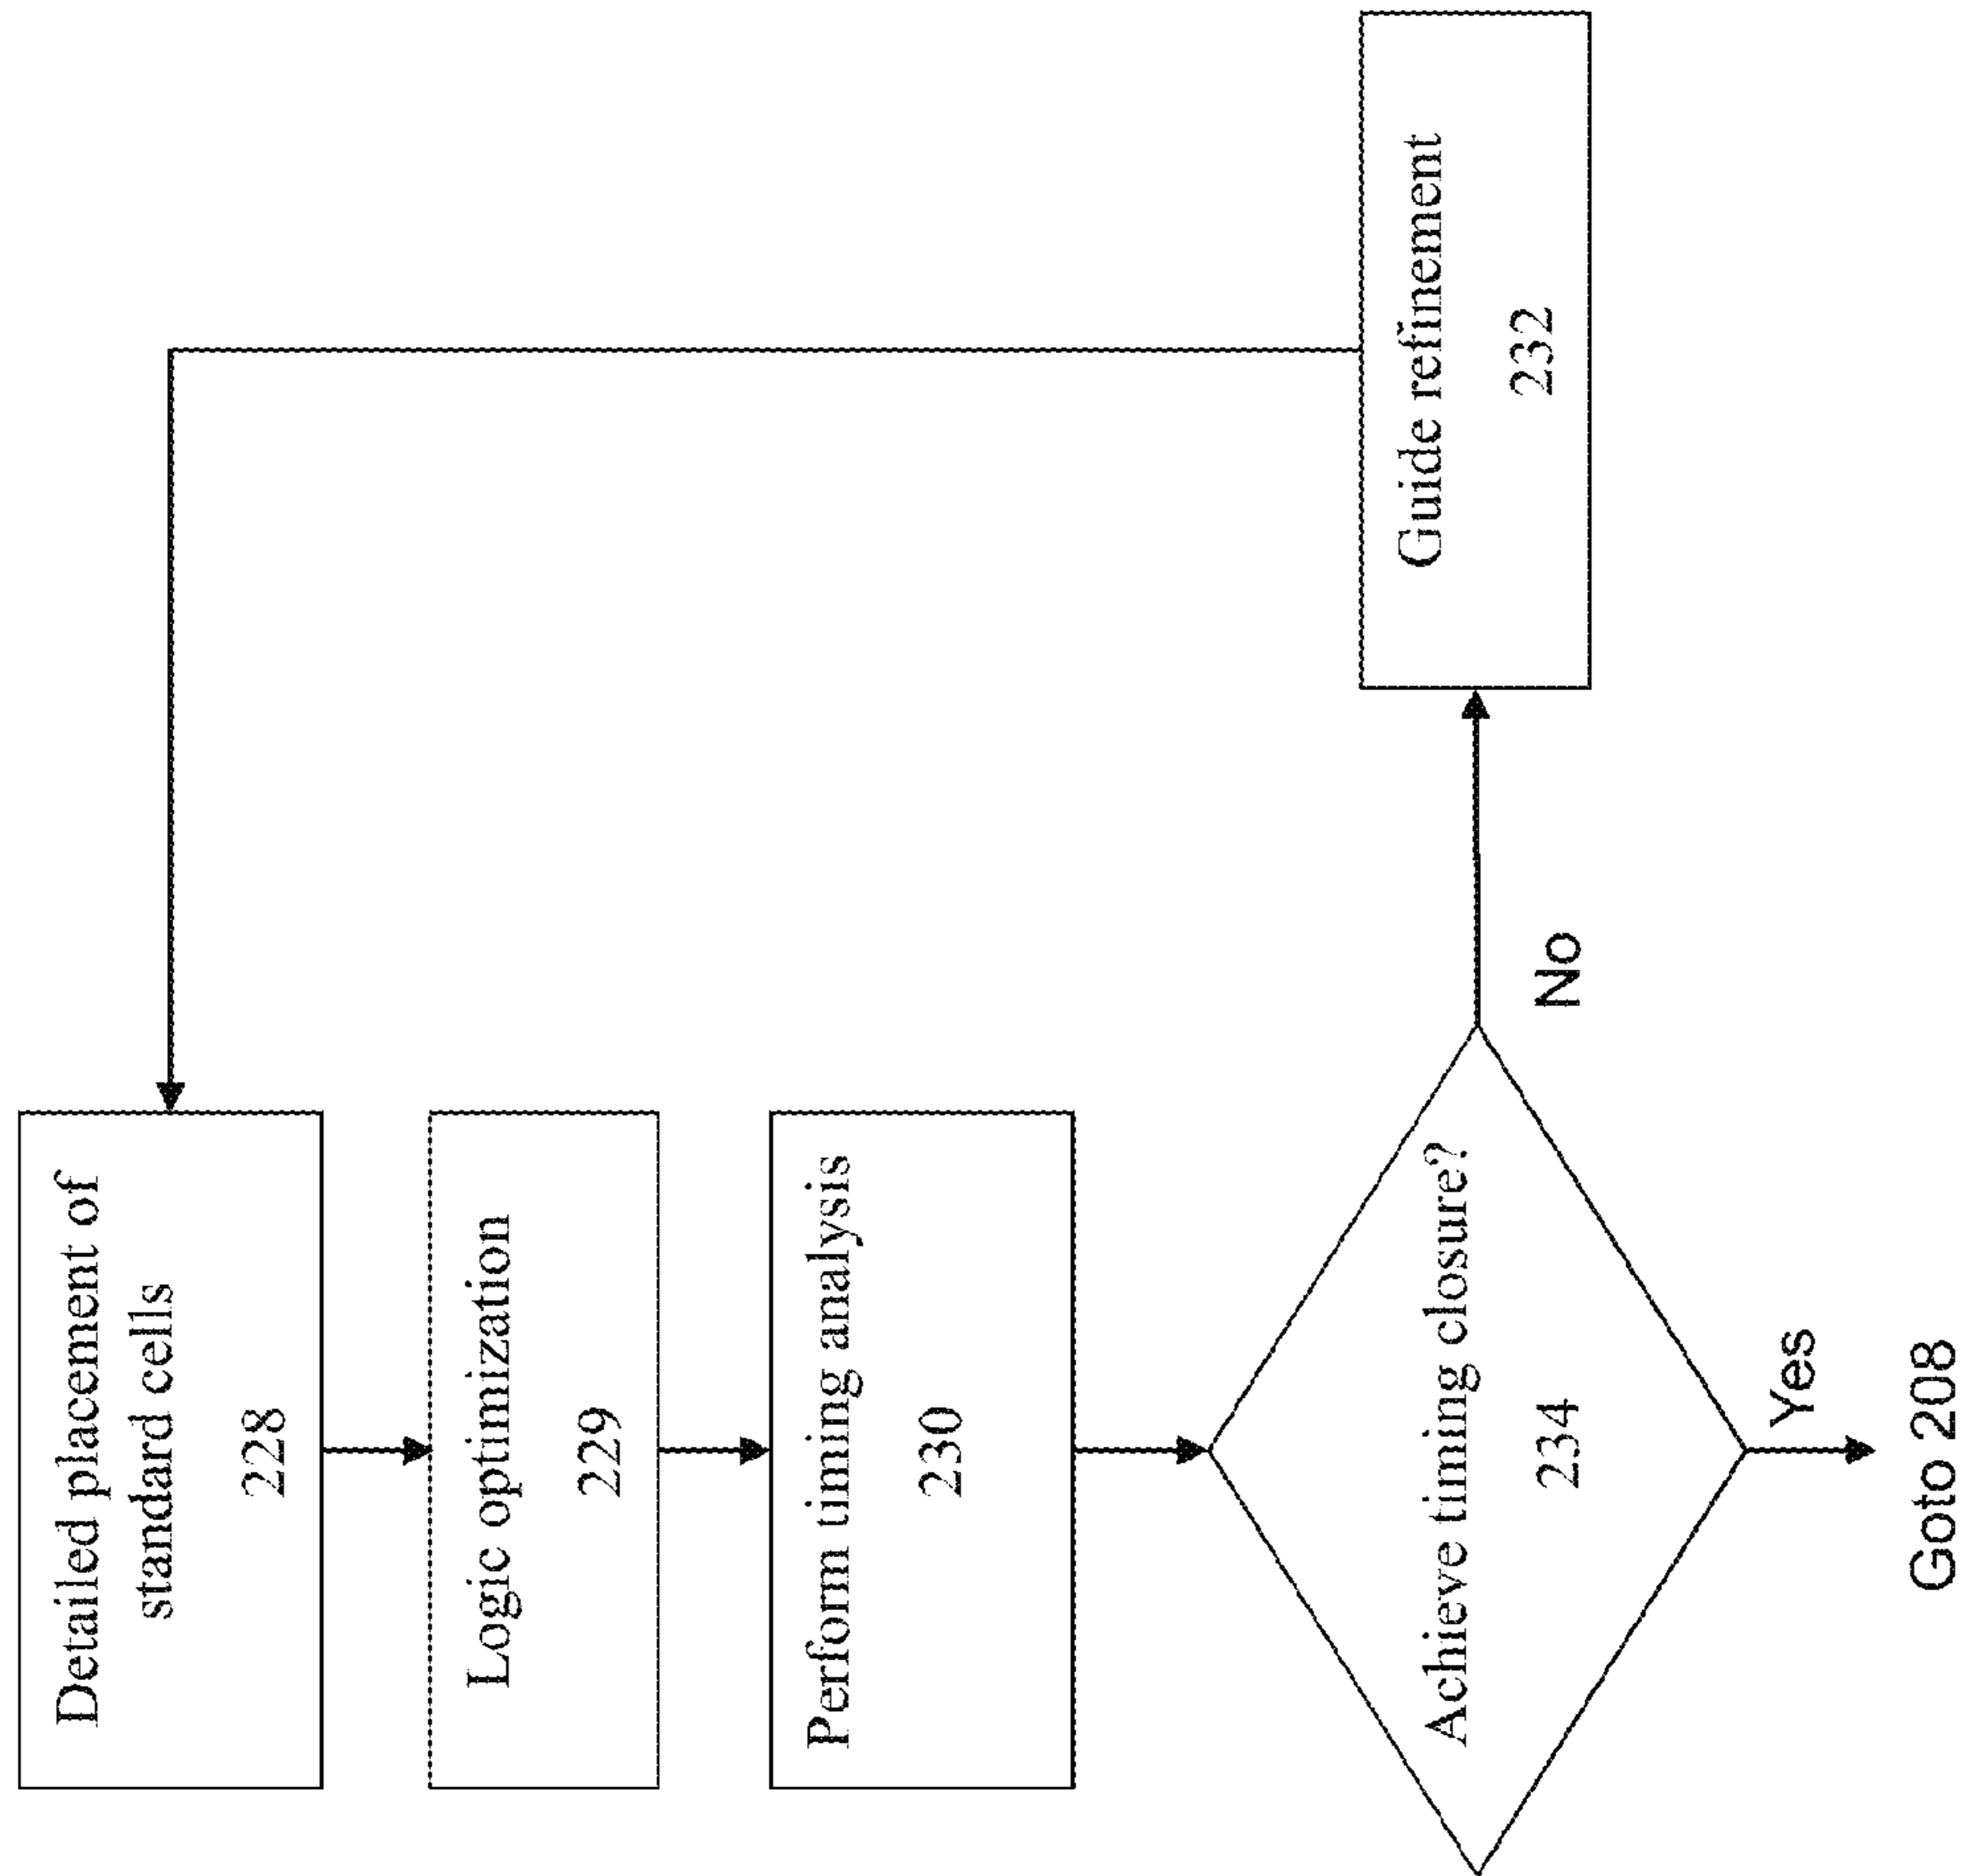 Detailed placement of
standard cells
228
Logic optimization
229
Perform timing analysis
230
Achieve timing closure?
234
No
Guide refinement
232
Yes
Goto 208